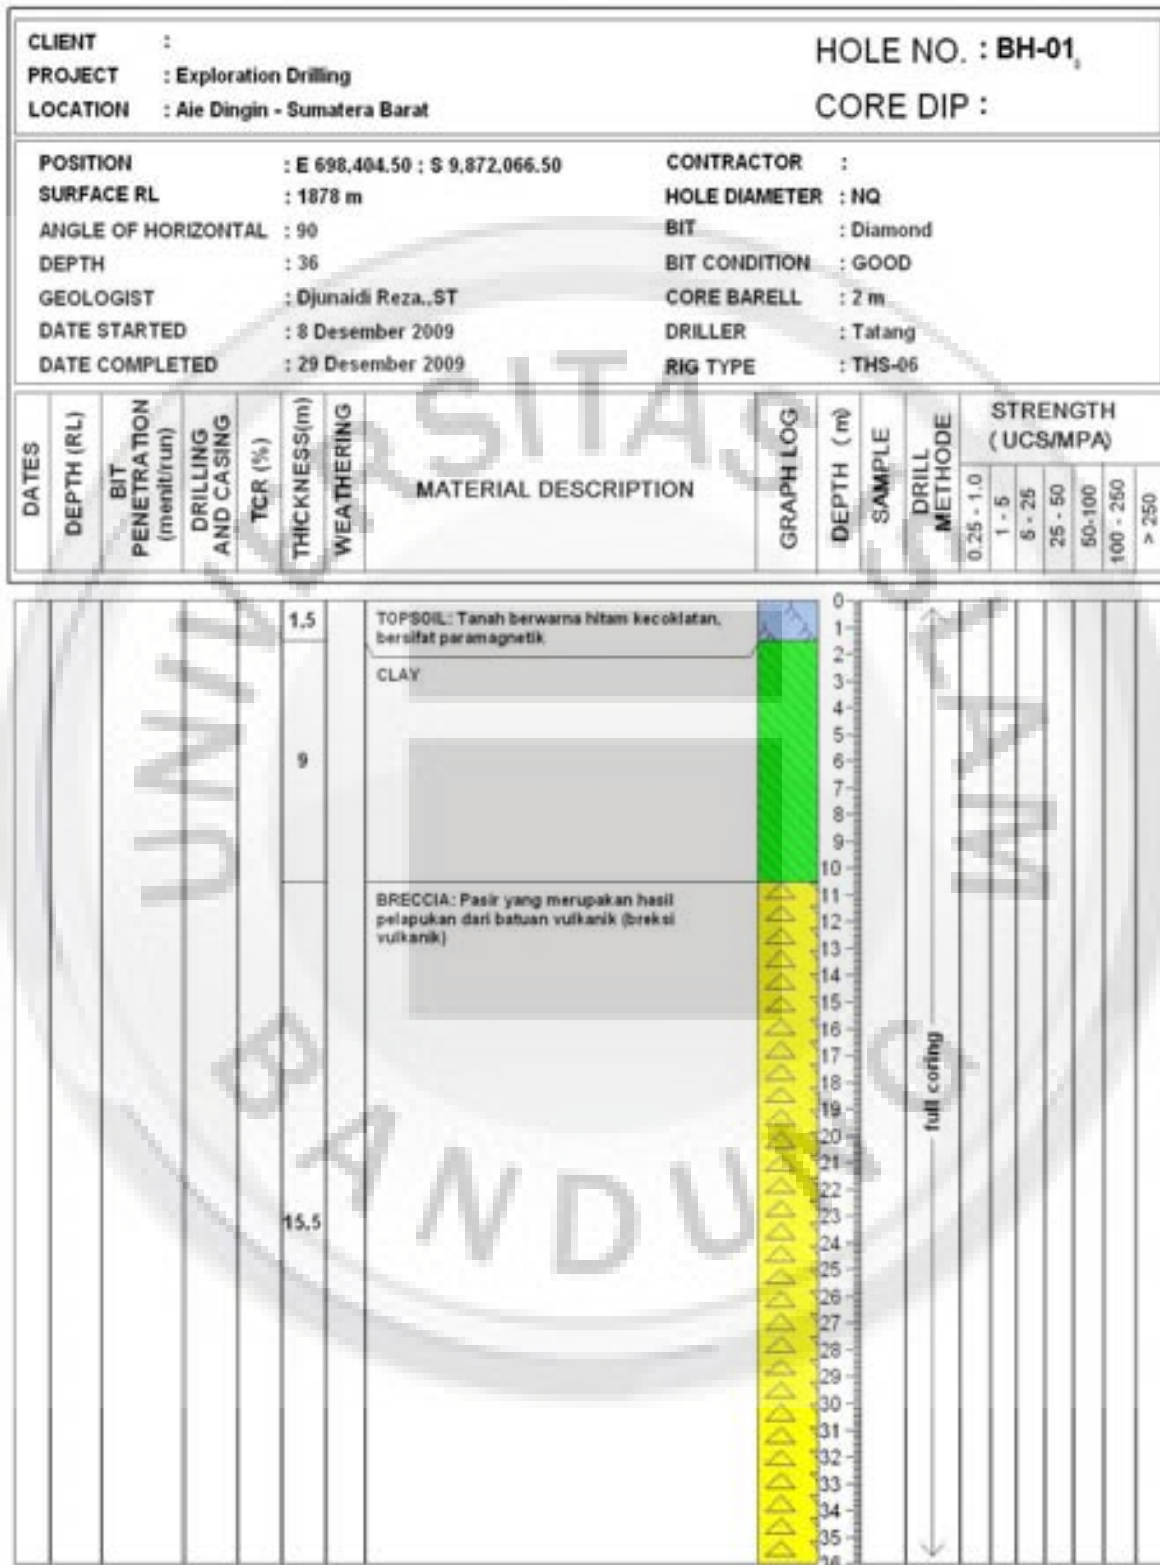 CLIENT :
PROJECT : Exploration Drilling
LOCATION : Aie Dingin - Sumatera Barat
HOLE NO. : BH-01
CORE DIP :
POSITION : E 698,404.50 ; S 9,872,066.50
SURFACE RL : 1878 m
ANGLE OF HORIZONTAL : 90
DEPTH : 36
GEOLOGIST : Djunaidi Reza.,ST
DATE STARTED : 8 Desember 2009
DATE COMPLETED : 29 Desember 2009
CONTRACTOR :
HOLE DIAMETER : NQ
BIT : Diamond
BIT CONDITION : GOOD
CORE BARELL : 2 m
DRILLER : Tatang
RIG TYPE : THS-06
DATES
DEPTH (RL)
BIT
PENETRATION
(menit/run)
DRILLING
AND CASING
TCR (%)
THICKNESS(m)
WEATHERING
MATERIAL DESCRIPTION
GRAPH LOG
DEPTH (m)
SAMPLE
DRILL
METHODE
STRENGTH
(UCS/MPA)
0.25 - 1.0
1 - 5
5 - 25
25 - 50
50-100
100 - 250
> 250
1,5
TOPSOIL: Tanah berwarna hitam kecoklatan,
bersifat paramagnetik
9
CLAY
15,5
BRECCIA: Pasir yang merupakan hasil
pelapukan dari batuan vulkanik (breksi
vulkanik)
0
1
2
3
4
5
6
7
8
9
10
11
12
13
14
15
16
17
18
19
20
21
22
23
24
25
26
27
28
29
30
31
32
33
34
35
36
full coring
UNIVERSITAS ISLAM
BANDUNG